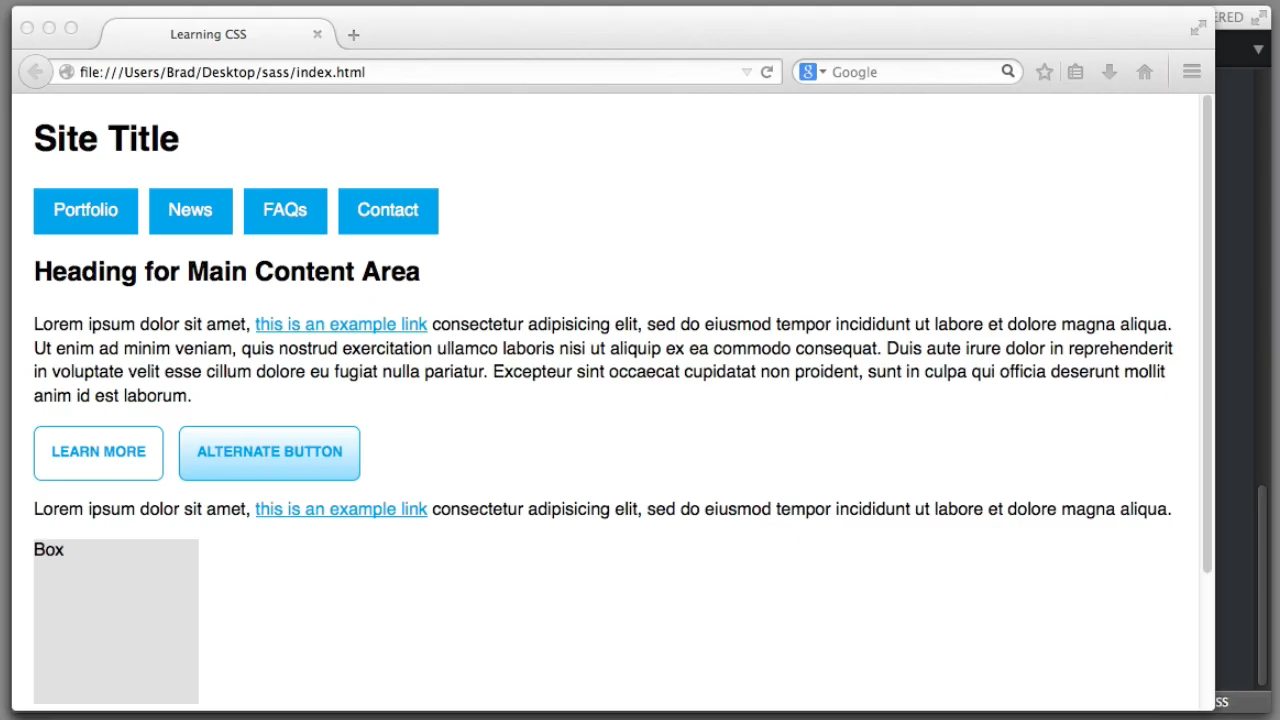 Learning CSS
ERED
file:///Users/Brad/Desktop/sass/index.html
Google
Site Title
Portfolio News FAQs Contact
Heading for Main Content Area
Lorem ipsum dolor sit amet, this is an example link consectetur adipisicing elit, sed do eiusmod tempor incididunt ut labore et dolore magna aliqua.
Ut enim ad minim veniam, quis nostrud exercitation ullamco laboris nisi ut aliquip ex ea commodo consequat. Duis aute irure dolor in reprehenderit
in voluptate velit esse cillum dolore eu fugiat nulla pariatur. Excepteur sint occaecat cupidatat non proident, sunt in culpa qui officia deserunt mollit
anim id est laborum.
LEARN MORE ALTERNATE BUTTON
Lorem ipsum dolor sit amet, this is an example link consectetur adipisicing elit, sed do eiusmod tempor incididunt ut labore et dolore magna aliqua.
Box
SS